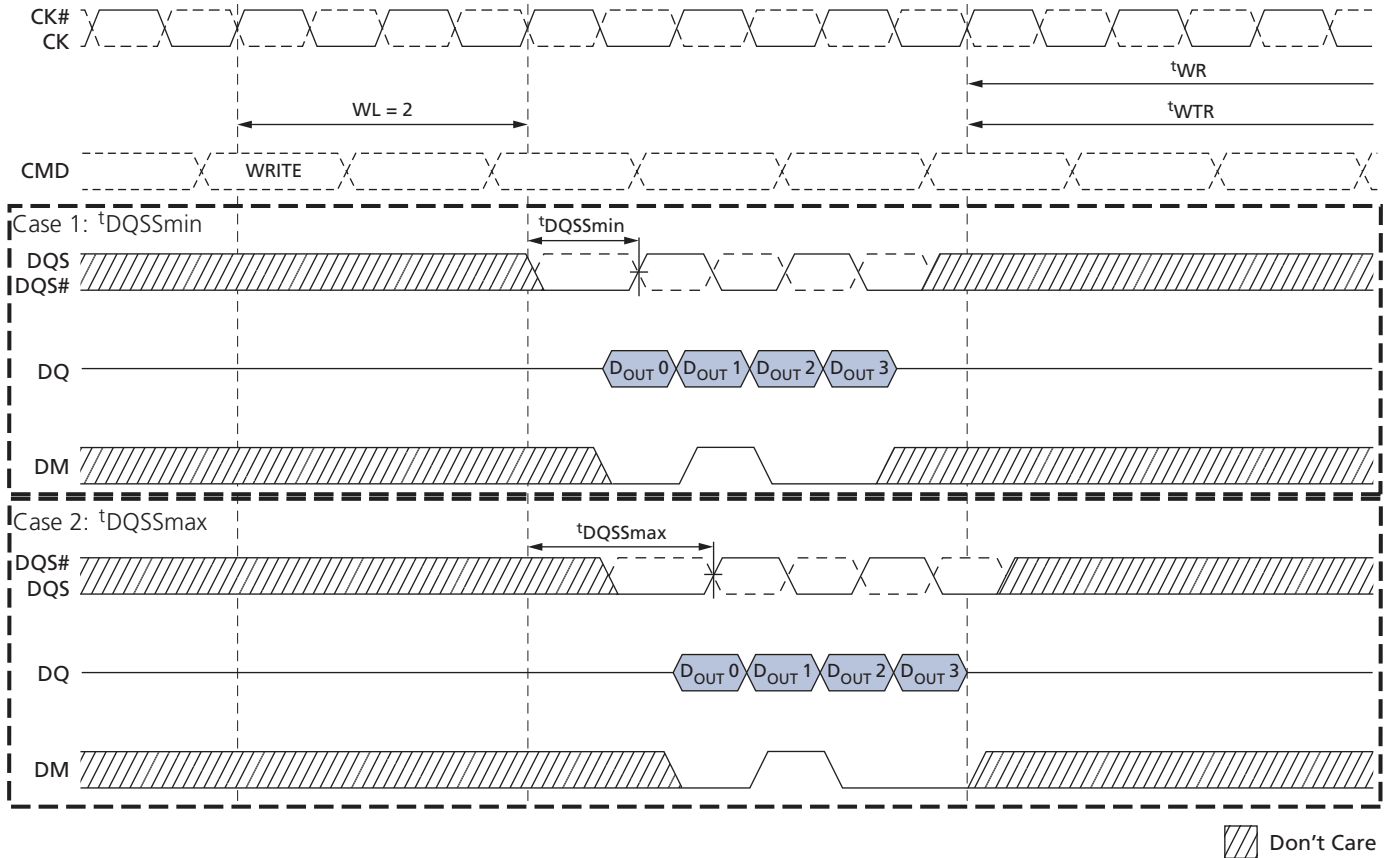 CK#
CK
tWR
WL = 2
tWTR
CMD
WRITE
Case 1: tDQSSmin
tDQSSmin
DQS
DQS#
DQ
DOUT 0 DOUT 1 DOUT 2 DOUT 3
DM
Case 2: tDQSSmax
tDQSSmax
DQS#
DQS
DQ
DOUT 0 DOUT 1 DOUT 2 DOUT 3
DM
Don't Care